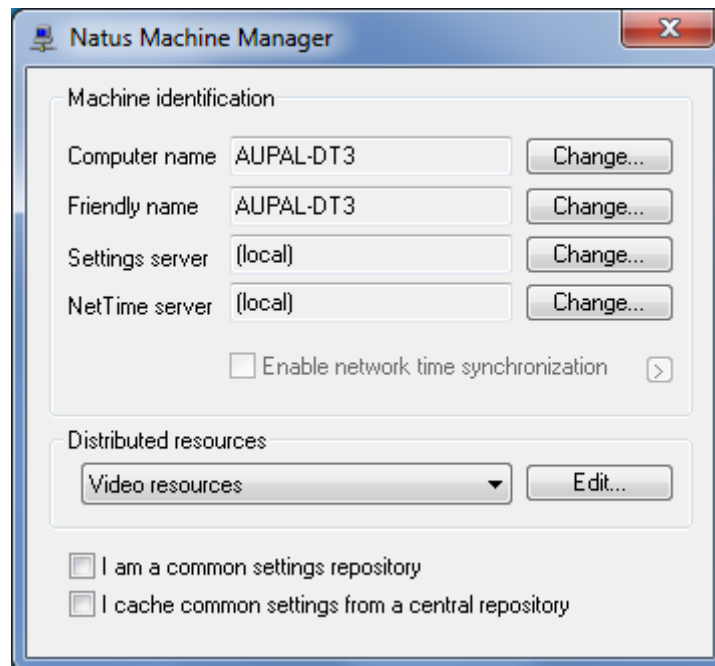 Natus Machine Manager
Machine identification
Computer name AUPAL-DT3 Change...
Friendly name AUPAL-DT3 Change...
Settings server (local) Change...
NetTime server (local) Change...
Enable network time synchronization >
Distributed resources
Video resources Edit...
I am a common settings repository
I cache common settings from a central repository